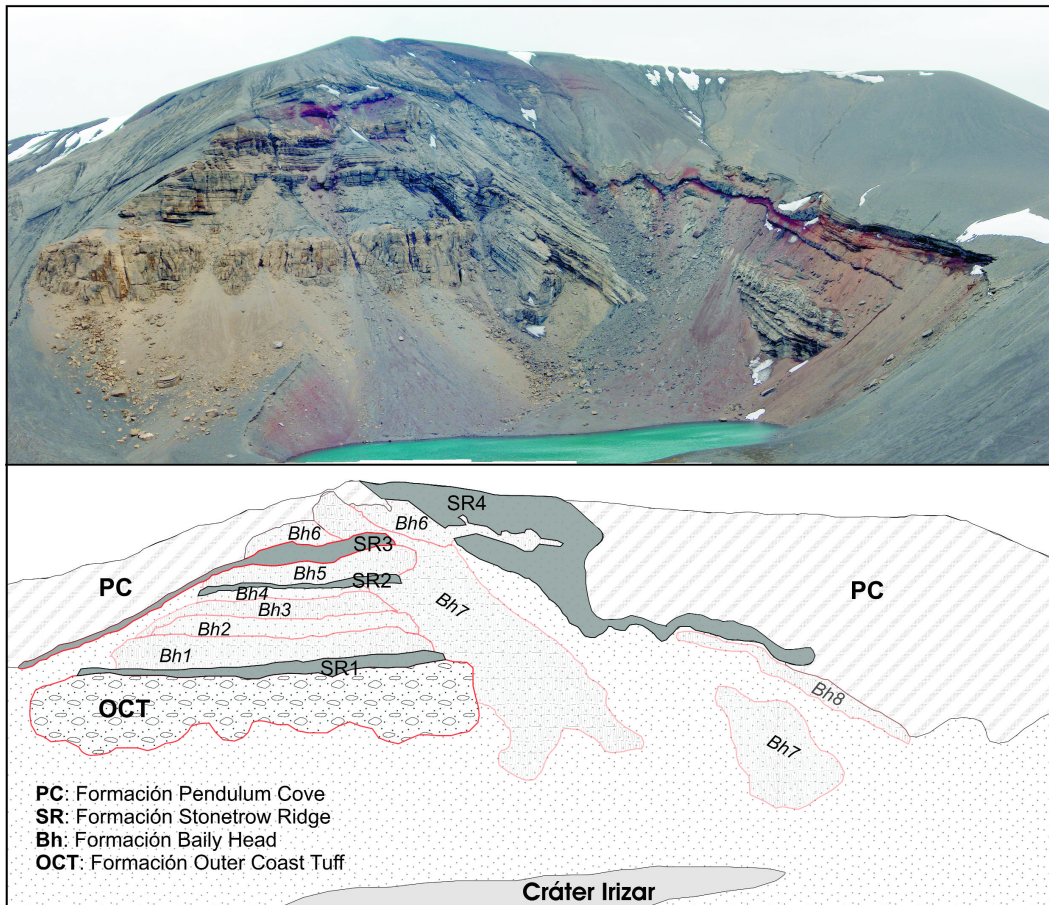 SR4
Bh6
Bh6
SR3
Bh5
SR2
PC
Bh4
Bh7
PC
Bh3
Bh2
Bh1
SR1
Bh8
OCT
Bh7
PC: Formación Pendulum Cove
SR: Formación Stonetrow Ridge
Bh: Formación Baily Head
OCT: Formación Outer Coast Tuff
Cráter Irizar